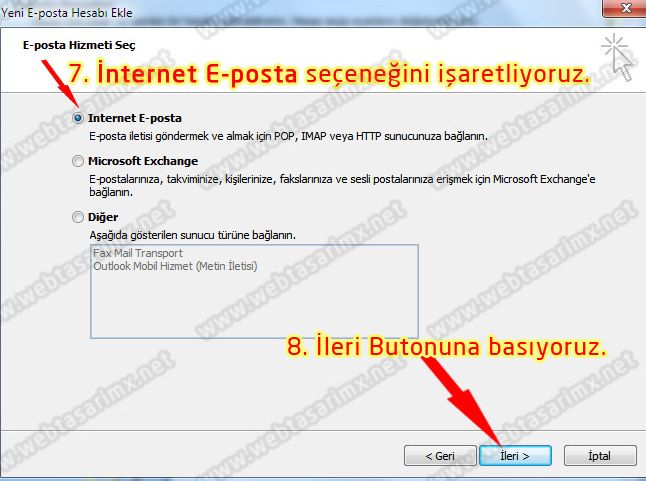 Yeni E-posta Hesabı Ekle
E-posta Hizmeti Seç
7. İnternet E-posta seçeneğini işaretliyoruz.
Internet E-posta
E-posta iletisi göndermek ve almak için POP, IMAP veya HTTP sunucunuza bağlanın.
Microsoft Exchange
E-postalarınıza, takviminize, kişilerinize, fakslarınıza ve sesli postalarınıza erişmek için Microsoft Exchange'e
bağlanın.
Diğer
Aşağıda gösterilen sunucu türüne bağlanın.
Fax Mail Transport
Outlook Mobil Hizmet (Metin İletisi)
8. İleri Butonuna basıyoruz.
< Geri
İleri >
İptal
www.webtasarimx.net